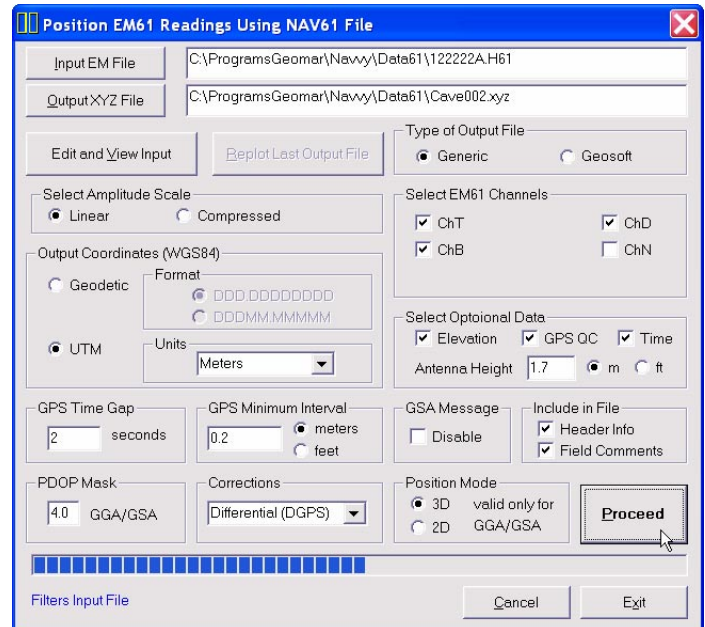 Position EM61 Readings Using NAV61 File
Input EM File
C:\ProgramsGeomar\Navvy\Data61\122222A.H61
Output XYZ File
C:\ProgramsGeomar\Navvy\Data61\Cave002.xyz
Edit and View Input
Replot Last Output File
Type of Output File
Generic
Geosoft
Select Amplitude Scale
Linear
Compressed
Select EM61 Channels
ChT
ChD
ChB
ChN
Output Coordinates (WGS84)
Geodetic
Format
DDD.DDDDDDDD
DDDMM.MMMMM
UTM
Units
Meters
Select Optoional Data
Elevation
GPS QC
Time
Antenna Height
1.7
m
ft
GPS Time Gap
2
seconds
GPS Minimum Interval
0.2
meters
feet
GSA Message
Disable
Include in File
Header Info
Field Comments
PDOP Mask
4.0
GGA/GSA
Corrections
Differential (DGPS)
Position Mode
3D
2D
valid only for
GGA/GSA
Proceed
Filters Input File
Cancel
Exit